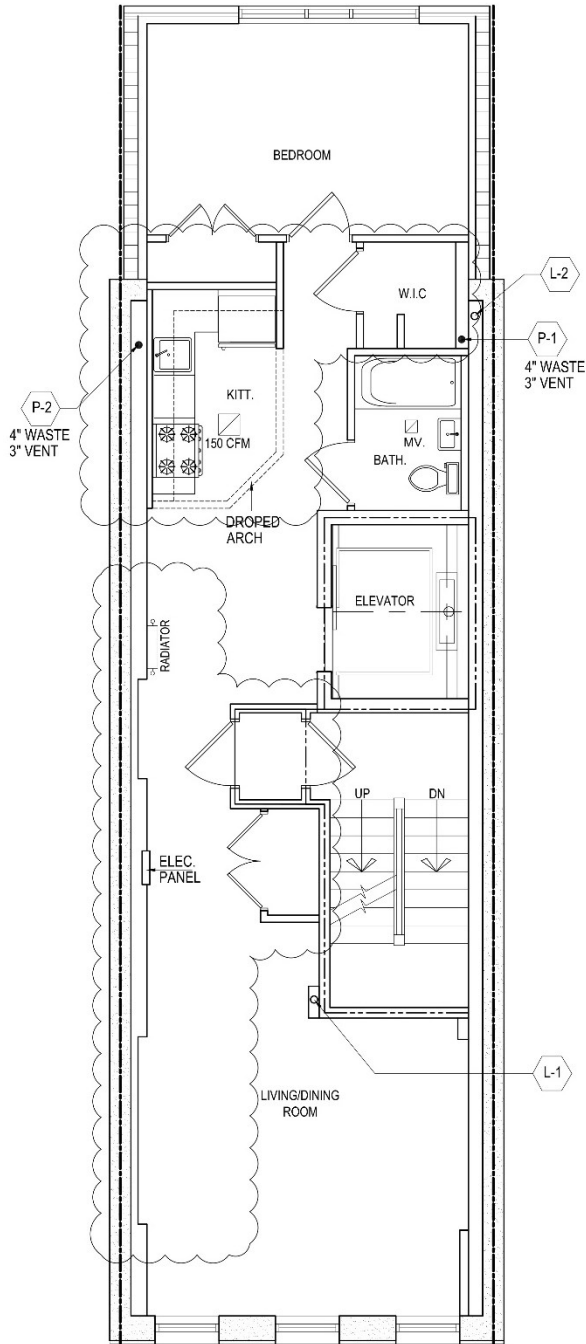 BEDROOM
W.I.C
L-2
P-1
4" WASTE
3" VENT
P-2
4" WASTE
3" VENT
KITT.
150 CFM
MV.
BATH.
DROPED
ARCH
ELEVATOR
RADIATOR
UP
DN
ELEC.
PANEL
L-1
LIVING/DINING
ROOM